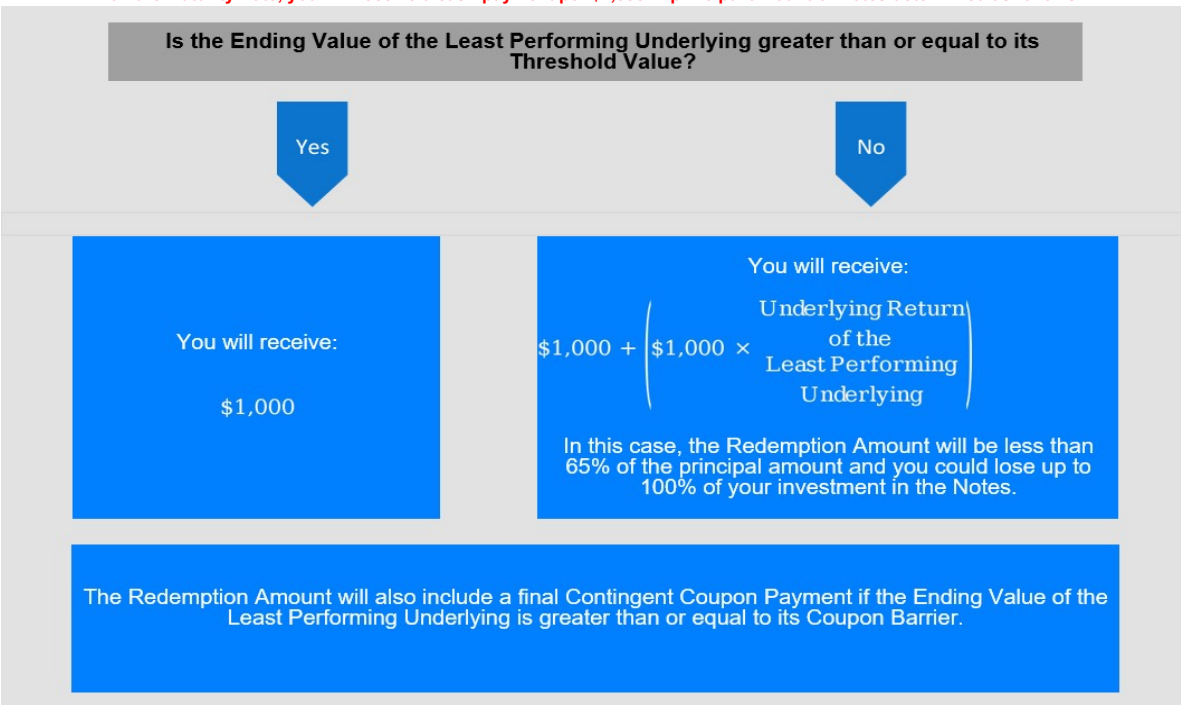 Is the Ending Value of the Least Performing Underlying greater than or equal to its
Threshold Value?
Yes
No
You will receive:
$1,000
You will receive:
$1,000 + ($1,000 × Underlying Return
of the
Least Performing
Underlying)
In this case, the Redemption Amount will be less than
65% of the principal amount and you could lose up to
100% of your investment in the Notes.
The Redemption Amount will also include a final Contingent Coupon Payment if the Ending Value of the
Least Performing Underlying is greater than or equal to its Coupon Barrier.